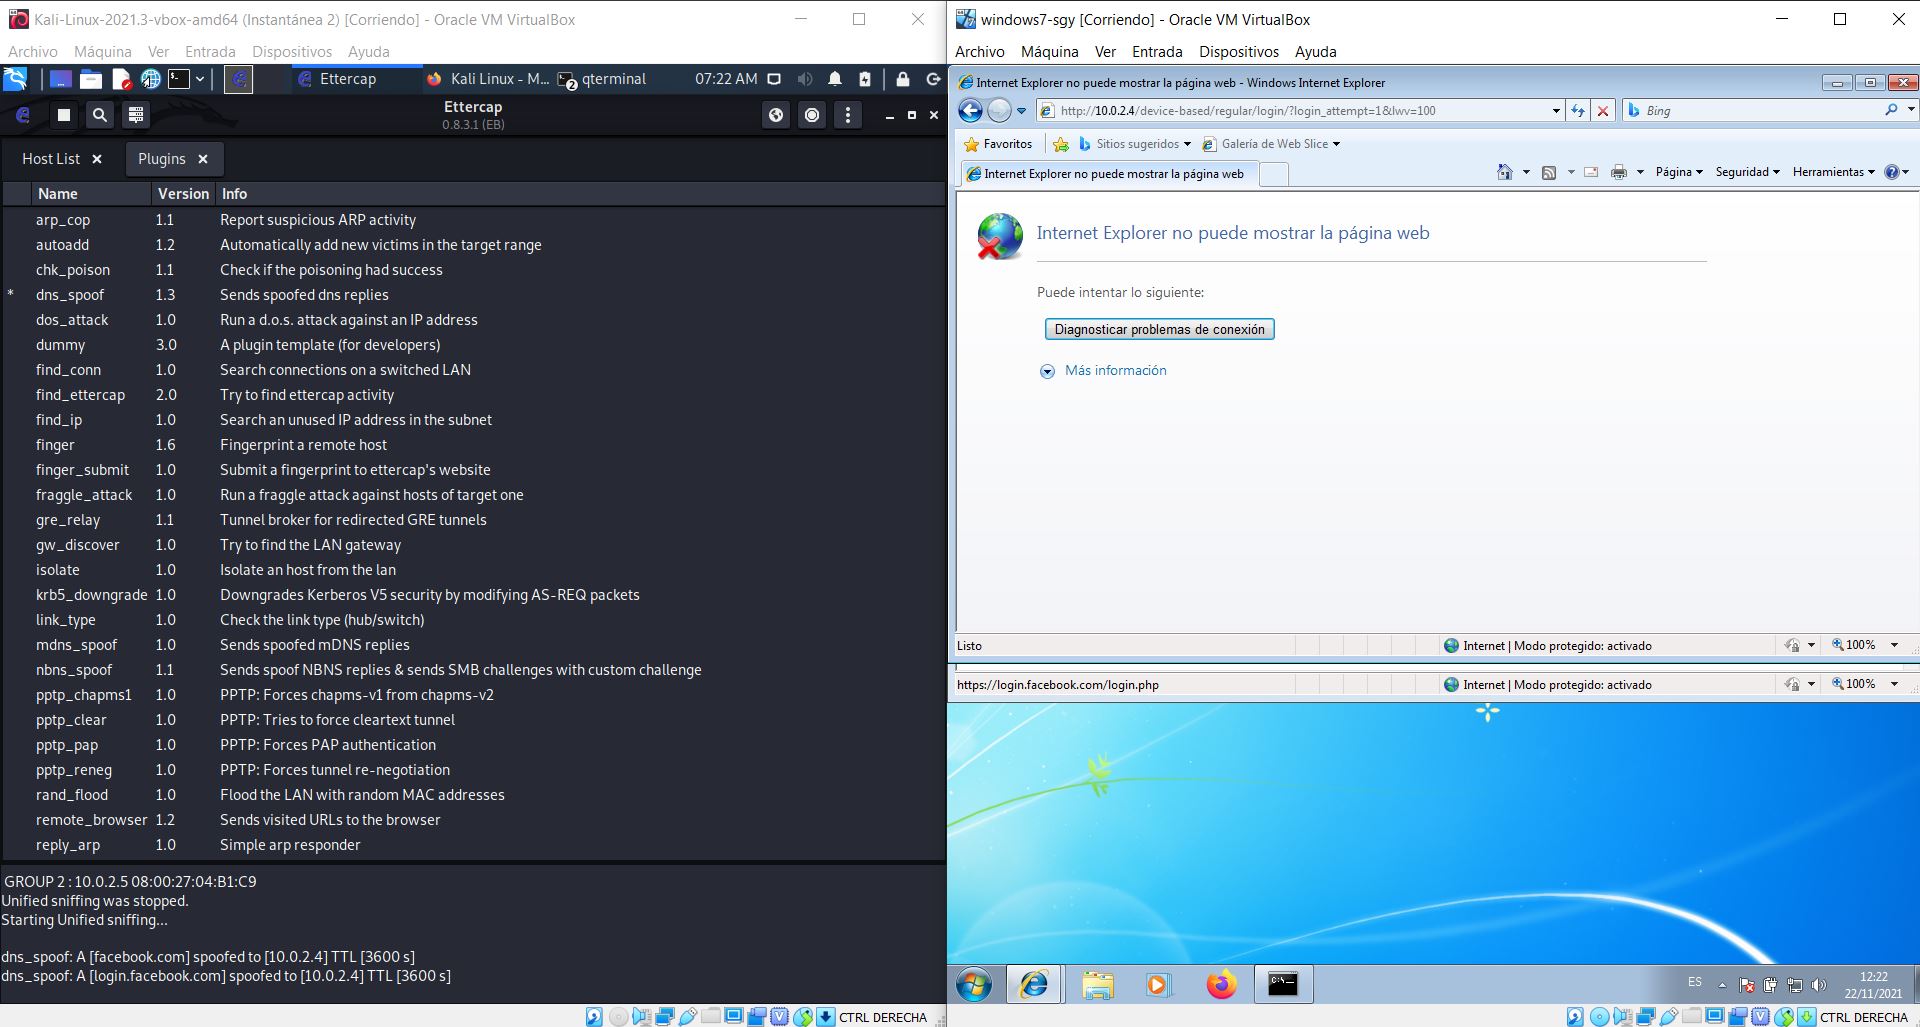 Kali-Linux-2021.3-vbox-amd64 (Instantánea 2) [Corriendo] - Oracle VM VirtualBox
Archivo Máquina Ver Entrada Dispositivos Ayuda
Ettercap Kali Linux - M... 2 qterminal 07:22 AM
Ettercap
0.8.3.1 (EB)
Host List Plugins
Name Version Info
arp_cop 1.1 Report suspicious ARP activity
autoadd 1.2 Automatically add new victims in the target range
chk_poison 1.1 Check if the poisoning had success
* dns_spoof 1.3 Sends spoofed dns replies
dos_attack 1.0 Run a d.o.s. attack against an IP address
dummy 3.0 A plugin template (for developers)
find_conn 1.0 Search connections on a switched LAN
find_ettercap 2.0 Try to find ettercap activity
find_ip 1.0 Search an unused IP address in the subnet
finger 1.6 Fingerprint a remote host
finger_submit 1.0 Submit a fingerprint to ettercap's website
fraggle_attack 1.0 Run a fraggle attack against hosts of target one
gre_relay 1.1 Tunnel broker for redirected GRE tunnels
gw_discover 1.0 Try to find the LAN gateway
isolate 1.0 Isolate an host from the lan
krb5_downgrade 1.0 Downgrades Kerberos V5 security by modifying AS-REQ packets
link_type 1.0 Check the link type (hub/switch)
mdns_spoof 1.0 Sends spoofed mDNS replies
nbns_spoof 1.1 Sends spoof NBNS replies & sends SMB challenges with custom challenge
pptp_chapms1 1.0 PPTP: Forces chapms-v1 from chapms-v2
pptp_clear 1.0 PPTP: Tries to force cleartext tunnel
pptp_pap 1.0 PPTP: Forces PAP authentication
pptp_reneg 1.0 PPTP: Forces tunnel re-negotiation
rand_flood 1.0 Flood the LAN with random MAC addresses
remote_browser 1.2 Sends visited URLs to the browser
reply_arp 1.0 Simple arp responder
GROUP 2 : 10.0.2.5 08:00:27:04:B1:C9
Unified sniffing was stopped.
Starting Unified sniffing...
dns_spoof: A [facebook.com] spoofed to [10.0.2.4] TTL [3600 s]
dns_spoof: A [login.facebook.com] spoofed to [10.0.2.4] TTL [3600 s]
CTRL DERECHA
windows7-sgy [Corriendo] - Oracle VM VirtualBox
Archivo Máquina Ver Entrada Dispositivos Ayuda
Internet Explorer no puede mostrar la página web - Windows Internet Explorer
http://10.0.2.4/device-based/regular/login/?login_attempt=1&lwv=100 Bing
Favoritos Sitios sugeridos Galería de Web Slice
Internet Explorer no puede mostrar la página web Página Seguridad Herramientas
Internet Explorer no puede mostrar la página web
Puede intentar lo siguiente:
Diagnosticar problemas de conexión
Más información
Listo Internet | Modo protegido: activado 100%
https://login.facebook.com/login.php Internet | Modo protegido: activado 100%
ES 12:22
22/11/2021
CTRL DERECHA